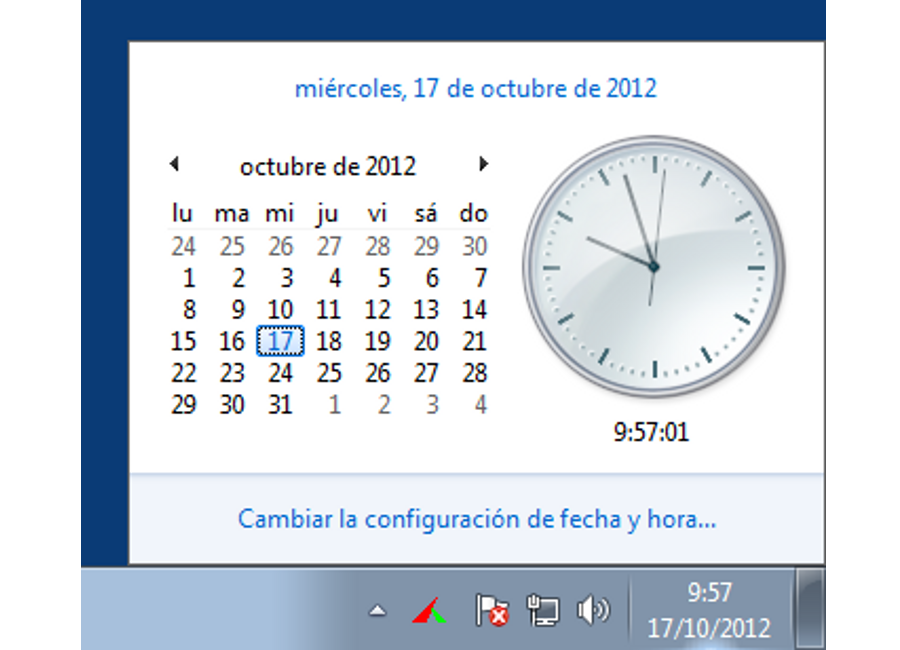 miércoles, 17 de octubre de 2012
octubre de 2012
lu ma mi ju vi sá do
24 25 26 27 28 29 30
1 2 3 4 5 6 7
8 9 10 11 12 13 14
15 16 17 18 19 20 21
22 23 24 25 26 27 28
29 30 31 1 2 3 4
9:57:01
Cambiar la configuración de fecha y hora...
9:57
17/10/2012